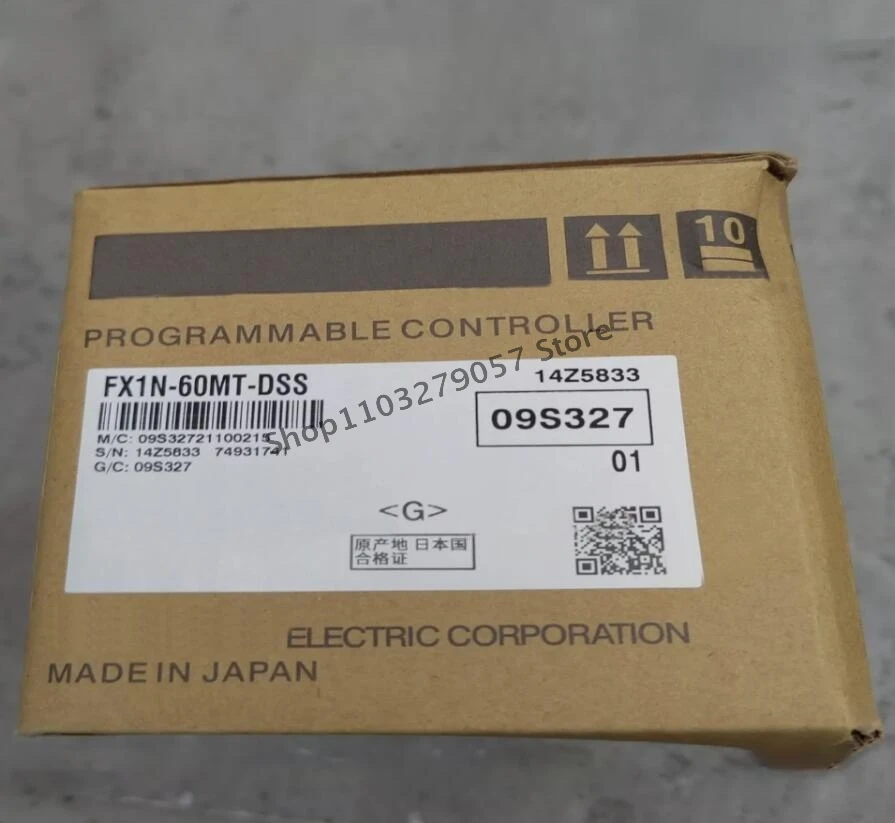 10
PROGRAMMABLE CONTROLLER
FX1N-60MT-DSS
14Z5833
M/C: 09S32721100215
09S327
S/N: 14Z5833 74931741
G/C: 09S327
01
Shop1103279057 Store
<G>
原产地 日本国
合格证
ELECTRIC CORPORATION
MADE IN JAPAN